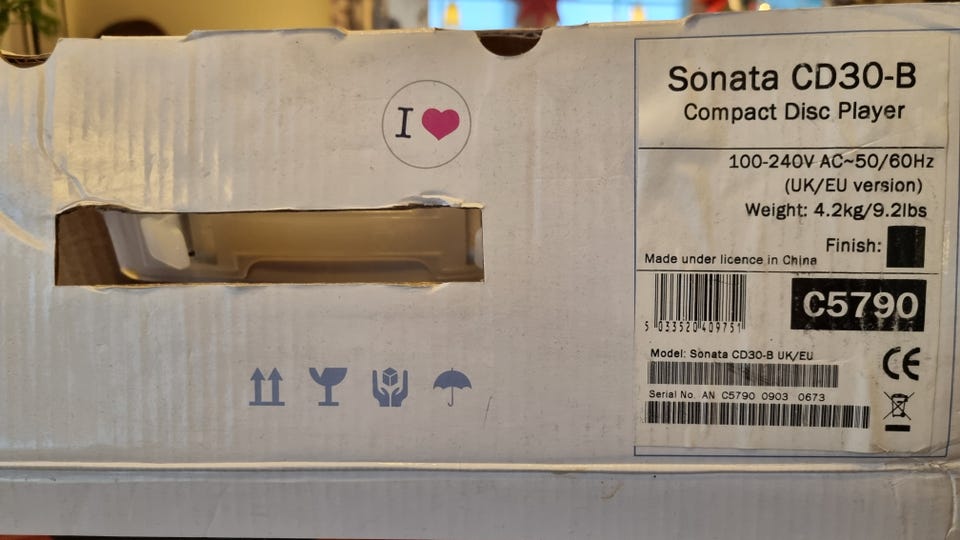 I
Sonata CD30-B
Compact Disc Player
100-240V AC~50/60Hz
(UK/EU version)
Weight: 4.2kg/9.2lbs
Finish:
Made under licence in China
C5790
5 033520 409751
Model: Sonata CD30-B UK/EU
CE
Serial No. AN C5790 0903 0673